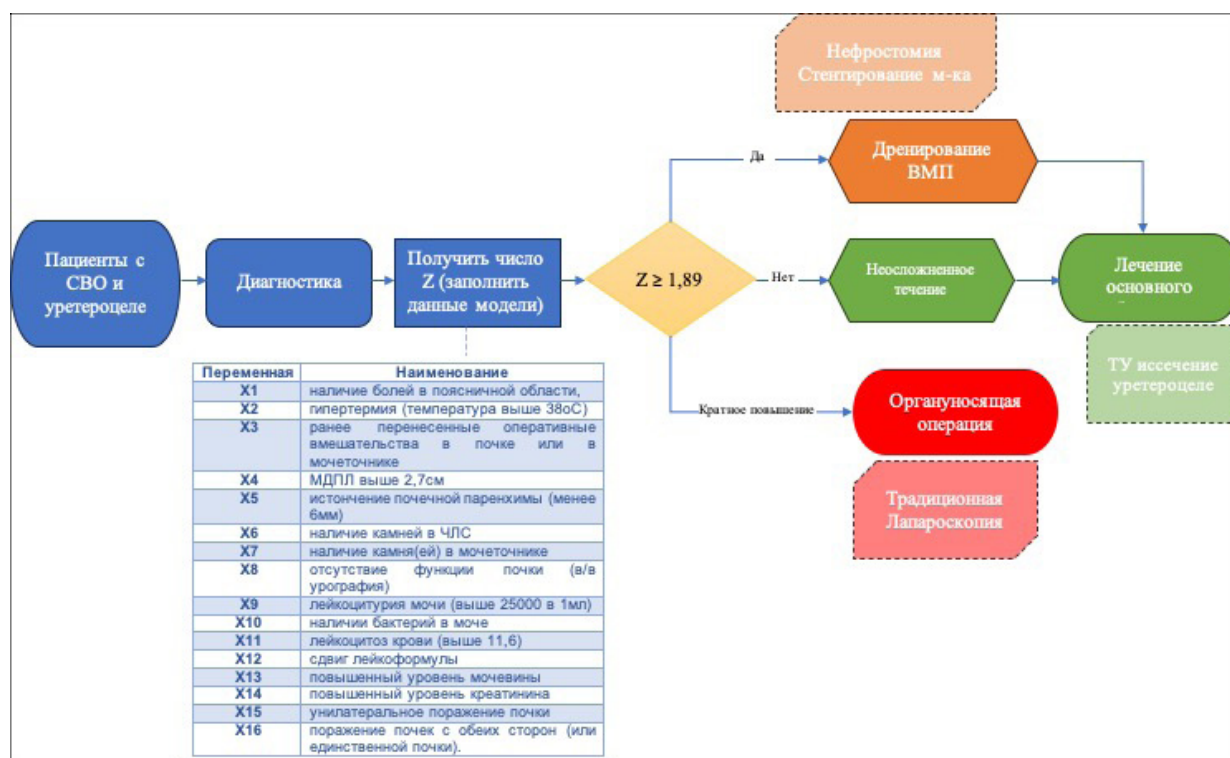 Нефростомия
Стентирование м-ка
Да
Дренирование
ВМП
Пациенты с
СВО и
уретероцеле
Диагностика
Получить число
Z (заполнить
данные модели)
Z ≥ 1,89
Нет
Неосложненное
течение
Лечение
основного
ТУ иссечение
уретероцеле
Кратное повышение
Органуносящая
операция
Традиционная
Лапароскопия
Переменная Наименование
X1 наличие болей в поясничной области,
X2 гипертермия (температура выше 38оС)
X3 ранее перенесенные оперативные
вмешательства в почке или в
мочеточнике
X4 МДПЛ выше 2,7см
X5 истончение почечной паренхимы (менее
6мм)
X6 наличие камней в ЧЛС
X7 наличие камня(ей) в мочеточнике
X8 отсутствие функции почки (в/в
урография)
X9 лейкоцитурия мочи (выше 25000 в 1мл)
X10 наличии бактерий в моче
X11 лейкоцитоз крови (выше 11,6)
X12 сдвиг лейкоформулы
X13 повышенный уровень мочевины
X14 повышенный уровень креатинина
X15 унилатеральное поражение почки
X16 поражение почек с обеих сторон (или
единственной почки).